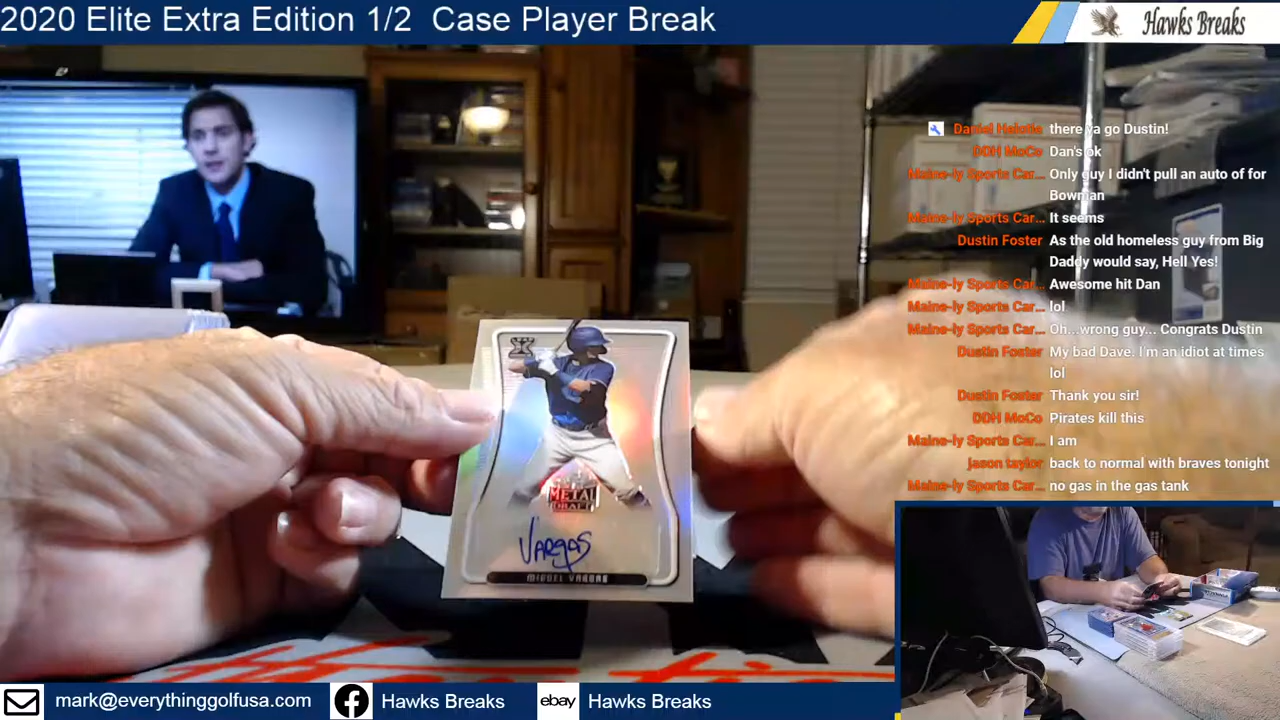 2020 Elite Extra Edition 1/2 Case Player Break
Hawks Breaks
there ya go Dustin!
DDH MoCo Dan's ok
Maine-ly Sports Car... Only guy I didn't pull an auto of for
Bowman
Maine-ly Sports Car... It seems
Dustin Foster As the old homeless guy from Big
Daddy would say, Hell Yes!
Maine-ly Sports Car... Awesome hit Dan
Maine-ly Sports Car... lol
Maine-ly Sports Car... Oh...wrong guy... Congrats Dustin
Dustin Foster My bad Dave. I'm an idiot at times
lol
Dustin Foster Thank you sir!
DDH MoCo Pirates kill this
Maine-ly Sports Car... I am
jason taylor back to normal with braves tonight
Maine-ly Sports Car... no gas in the gas tank
METAL
DRAFT
VARGAS
MIGUEL VARGAS
mark@everythinggolfusa.com
Hawks Breaks
ebay Hawks Breaks